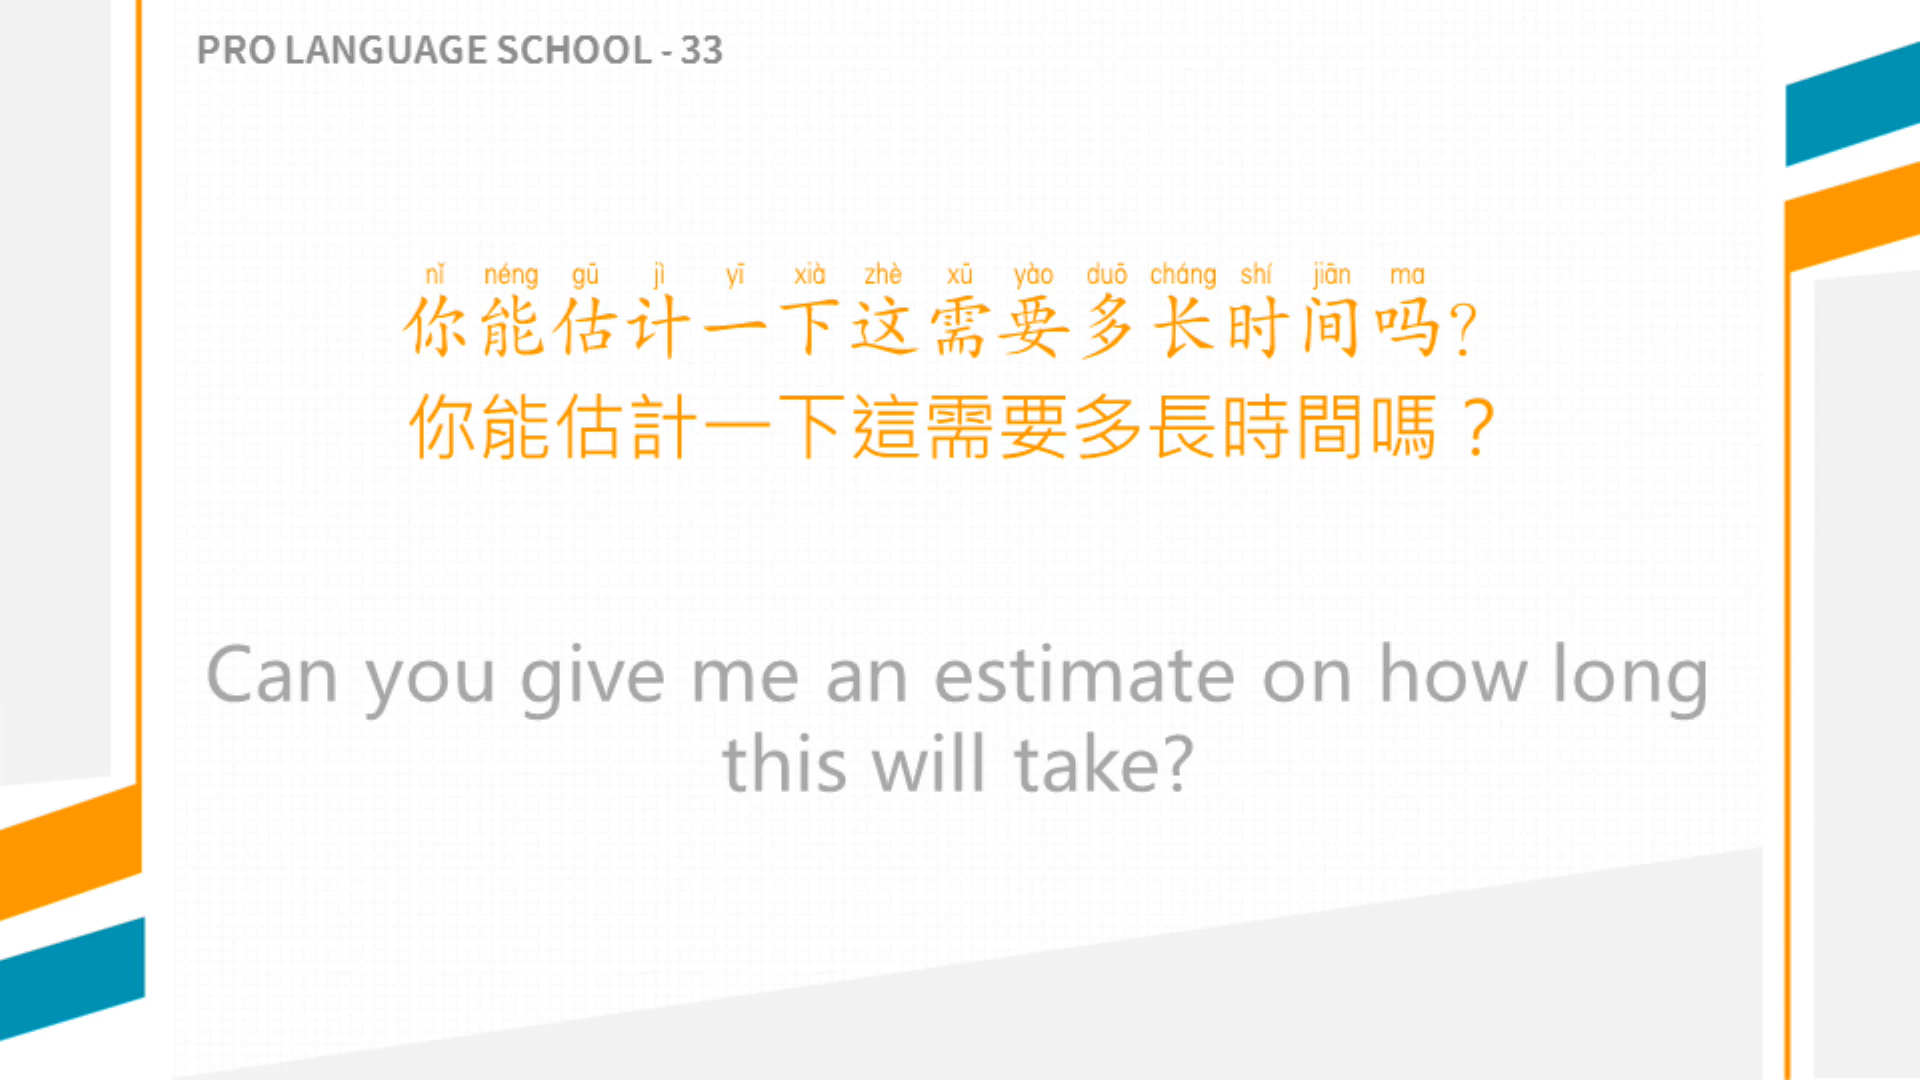 PRO LANGUAGE SCHOOL - 33
nǐ néng gū jì yī xià zhè xū yào duō cháng shí jiān ma
你能估计一下这需要多长时间吗?
你能估計一下這需要多長時間嗎？
Can you give me an estimate on how long
this will take?